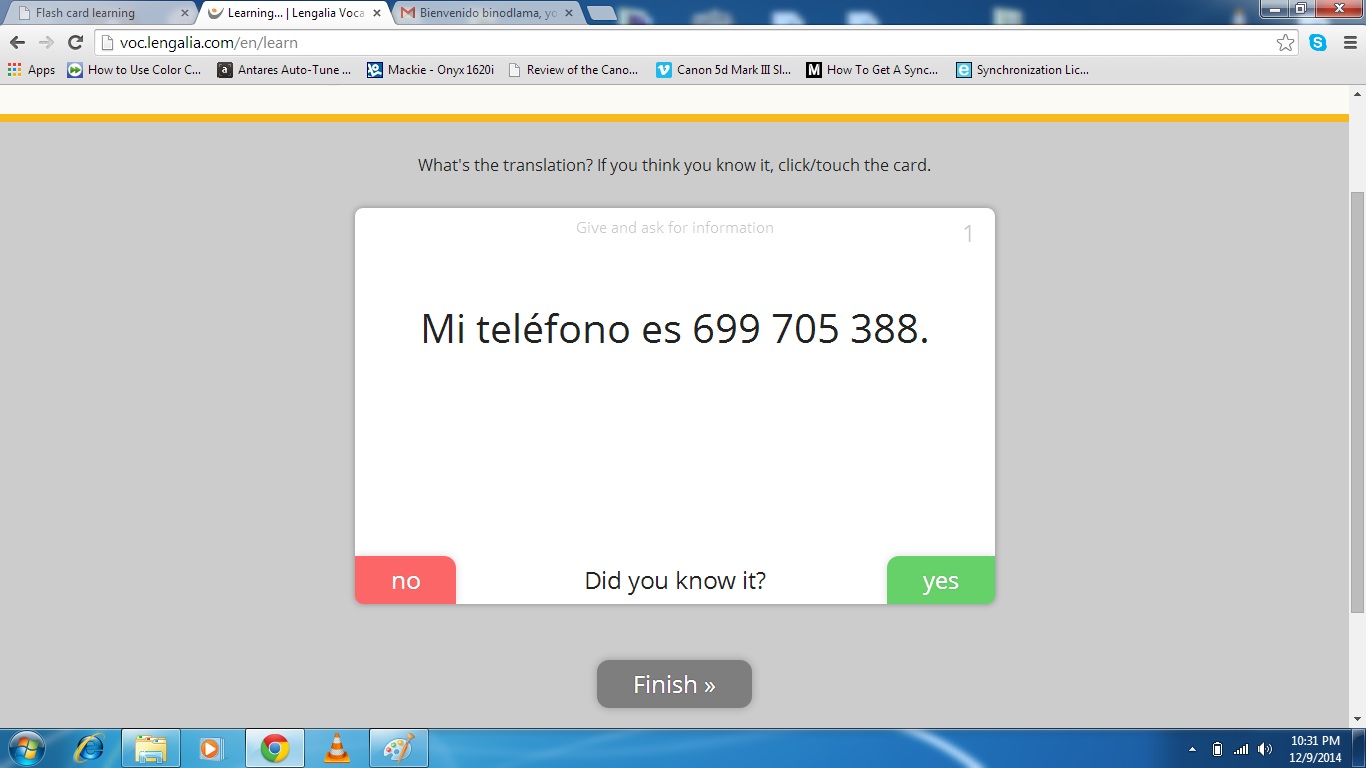 Flash card learning
Learning... | Lengalia Voca
Bienvenido binodlama, yo
voc.lengalia.com/en/learn
Apps
How to Use Color C...
Antares Auto-Tune ...
Mackie - Onyx 1620i
Review of the Cano...
Canon 5d Mark III Sl...
How To Get A Sync...
Synchronization Lic...
What's the translation? If you think you know it, click/touch the card.
Give and ask for information
1
Mi teléfono es 699 705 388.
no
Did you know it?
yes
Finish »
10:31 PM
12/9/2014